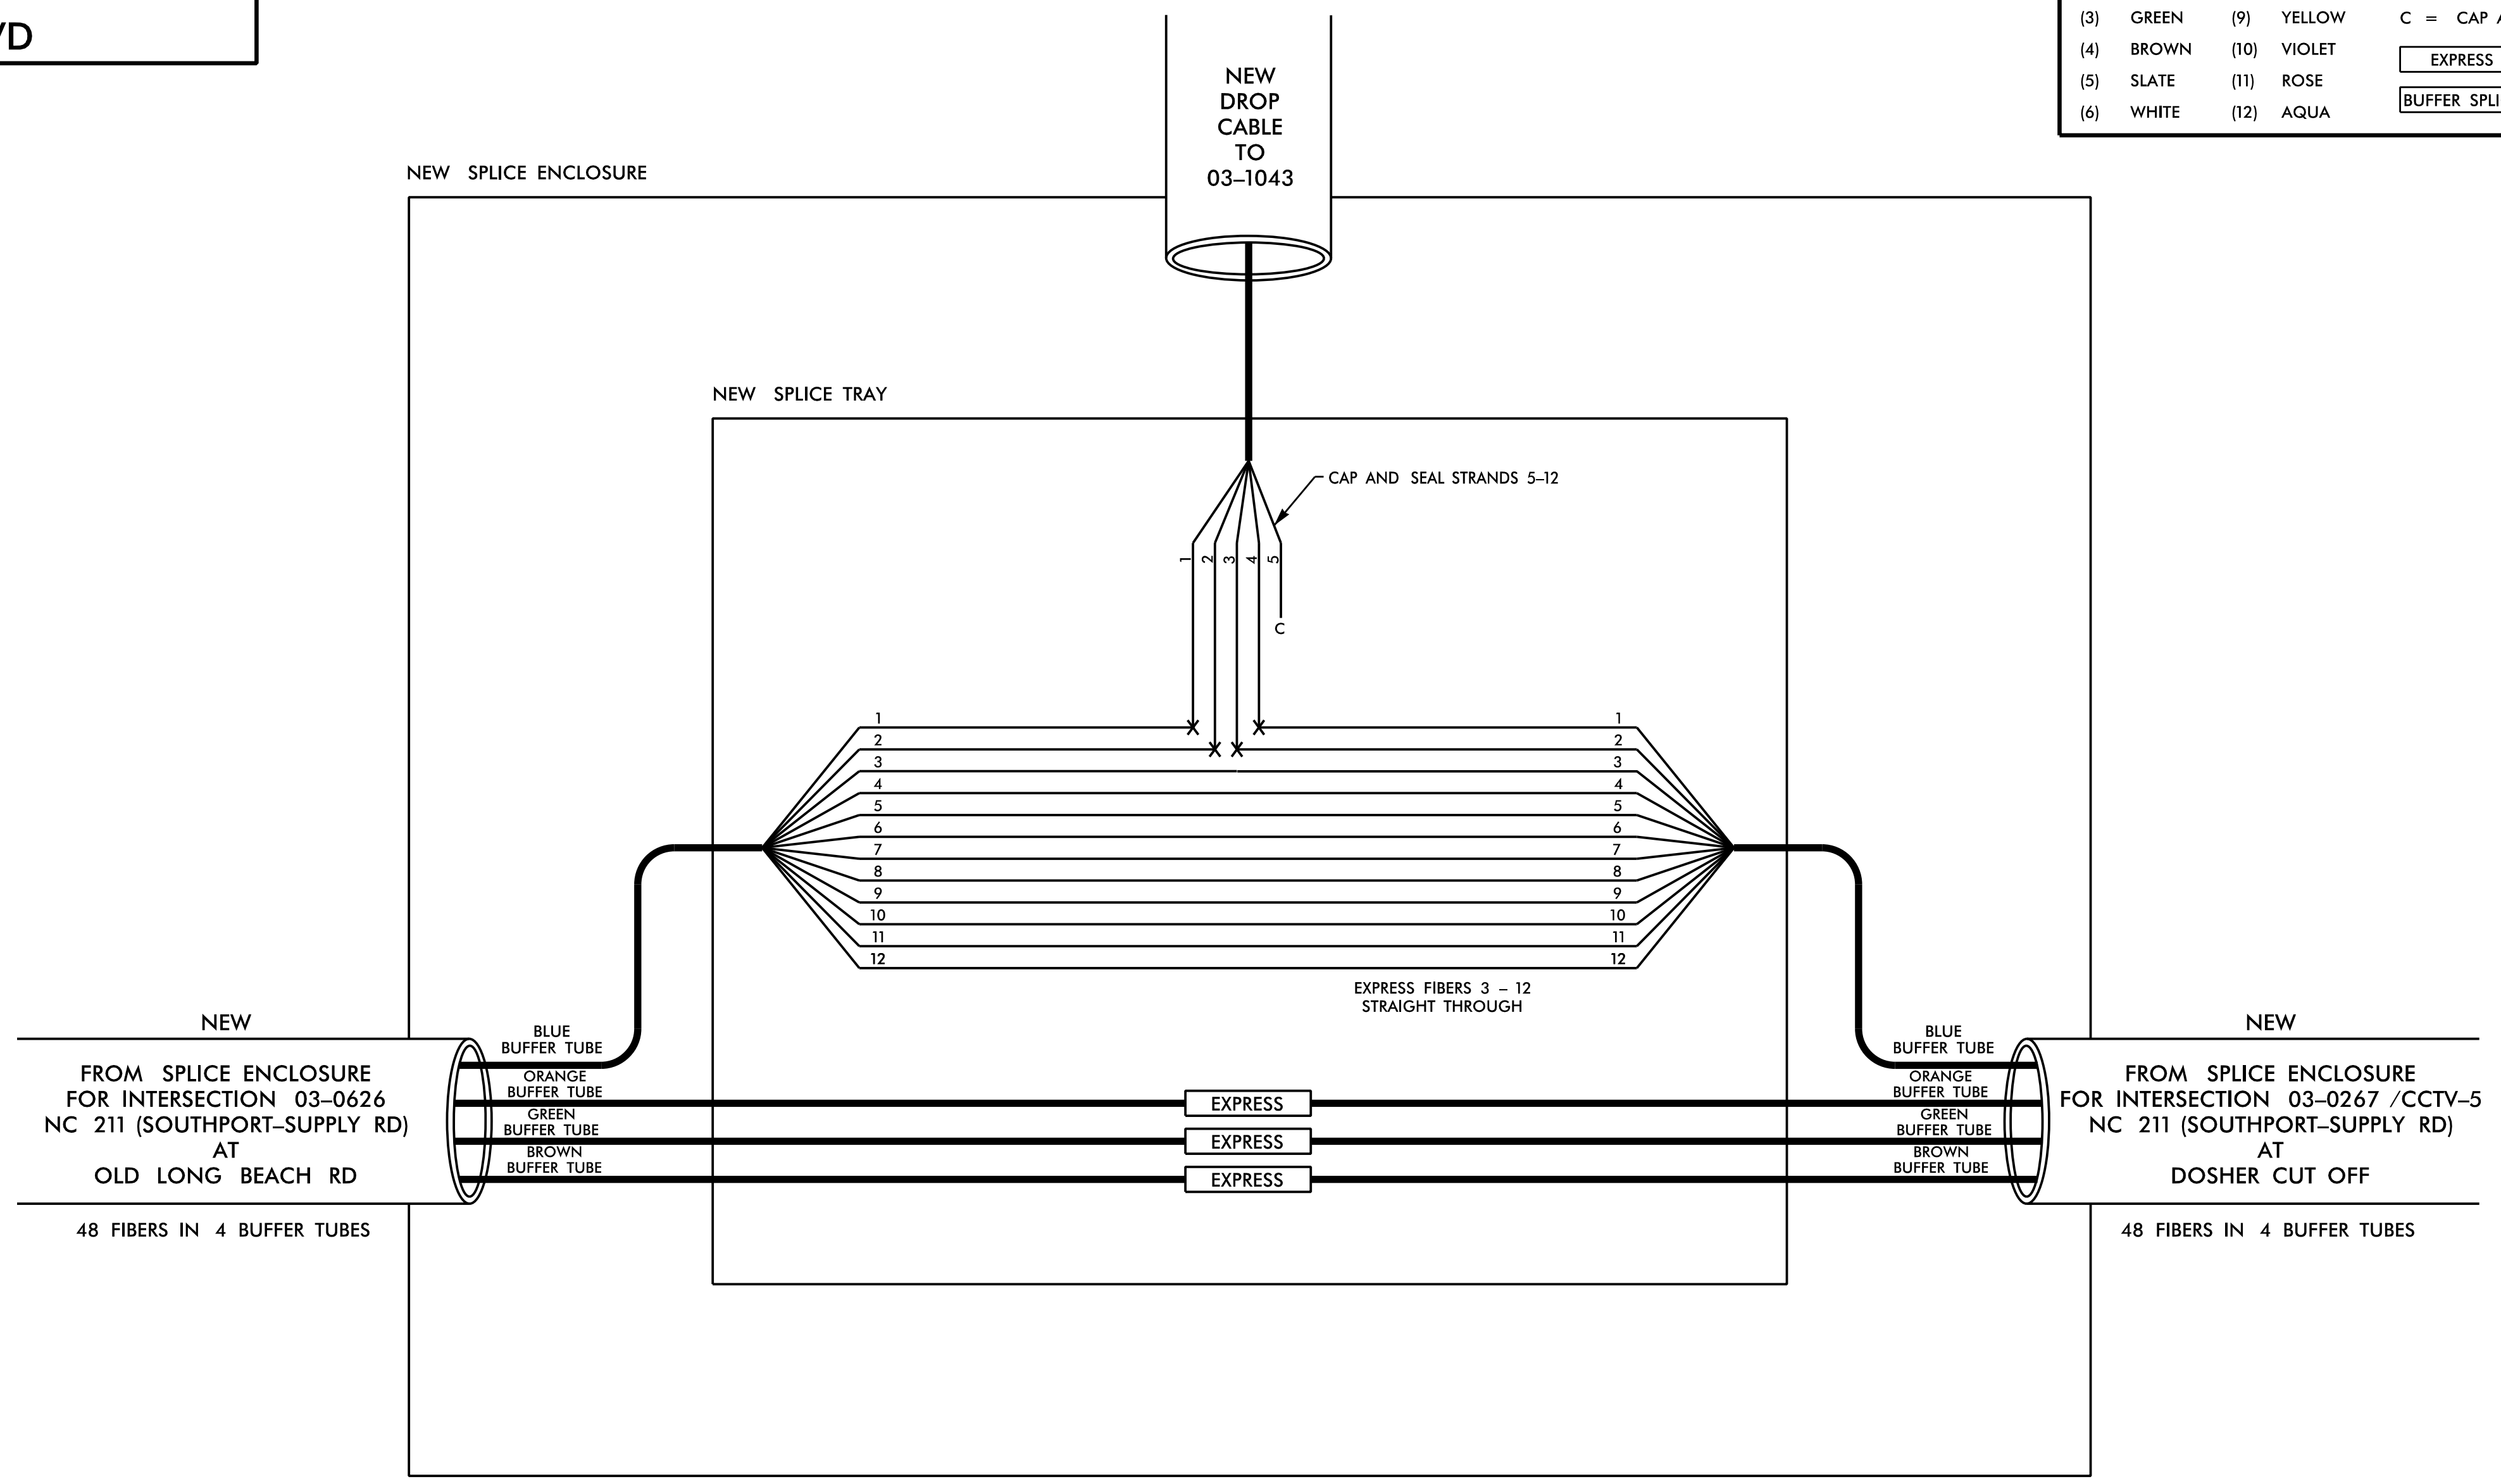 (3) GREEN (9) YELLOW C = CAP
(4) BROWN (10) VIOLET
EXPRESS
(5) SLATE (11) ROSE
BUFFER
(6) WHITE (12) AQUA
NEW
DROP
CABLE
TO
03–1043
NEW SPLICE ENCLOSURE
NEW SPLICE TRAY
CAP AND SEAL STRANDS 5–12
1 2 3 4 5
C
1 1
2 2
3 3
4 4
5 5
6 6
7 7
8 8
9 9
10 10
11 11
12 12
EXPRESS FIBERS 3 – 12
STRAIGHT THROUGH
NEW
FROM SPLICE ENCLOSURE
FOR INTERSECTION 03–0626
NC 211 (SOUTHPORT–SUPPLY RD)
AT
OLD LONG BEACH RD
48 FIBERS IN 4 BUFFER TUBES
BLUE
BUFFER TUBE
ORANGE
BUFFER TUBE
GREEN
BUFFER TUBE
BROWN
BUFFER TUBE
EXPRESS
EXPRESS
EXPRESS
BLUE
BUFFER TUBE
ORANGE
BUFFER TUBE
GREEN
BUFFER TUBE
BROWN
BUFFER TUBE
NEW
FROM SPLICE ENCLOSURE
FOR INTERSECTION 03–0267 /CCTV–5
NC 211 (SOUTHPORT–SUPPLY RD)
AT
DOSHER CUT OFF
48 FIBERS IN 4 BUFFER TUBES